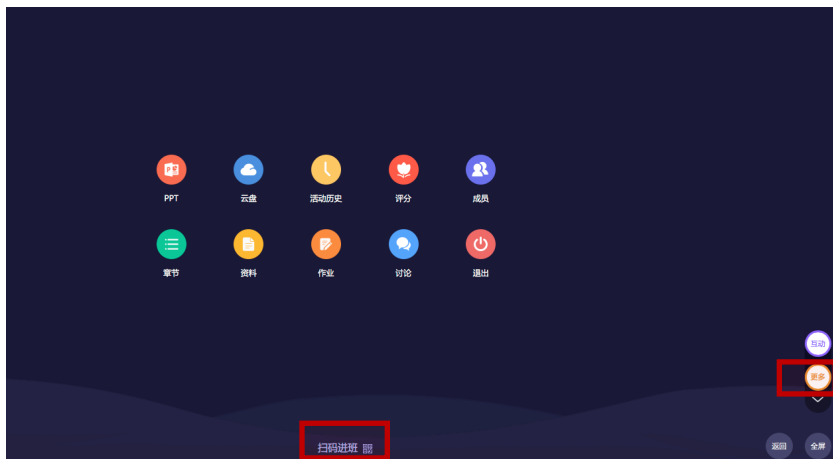 PPT
云盘
活动历史
评分
成员
章节
资料
作业
讨论
退出
互动
更多
扫码进班
返回
全屏